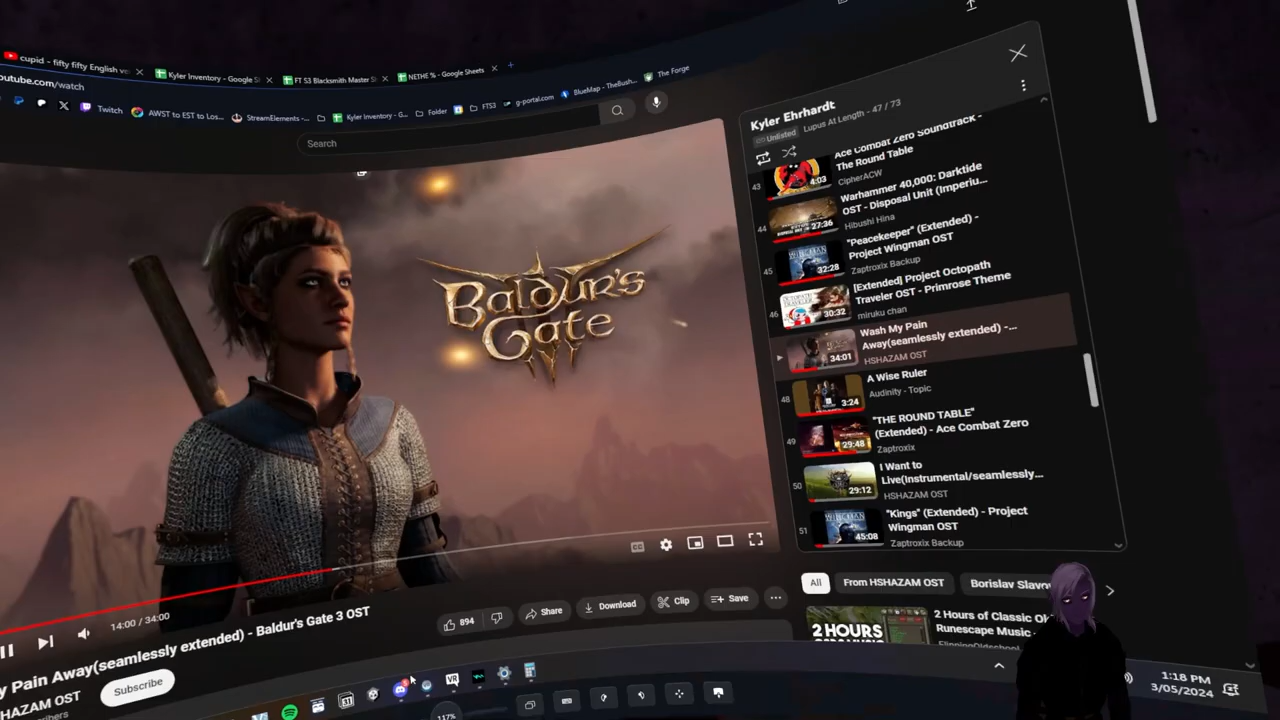 cupid - fifty fifty English ve
Kyler Inventory - Google S
FT S3 Blacksmith Master S
NETHE % - Google Sheets
outube.com/watch
Twitch
AWST to EST to Los...
StreamElements -...
Kyler Inventory - G...
Folder
FTS3
g-portal.com
BlueMap - TheBush...
The Forge
Search
Baldur's
Gate
14:00 / 34:00
y Pain Away(seamlessly extended) - Baldur's Gate 3 OST
HSHAZAM OST
Subscribe
894
Share
Download
Clip
Save
Kyler Ehrhardt
Unlisted
Lupus At Length - 47 / 73
43
4:03
Ace Combat Zero Soundtrack -
The Round Table
CipherACW
44
27:36
Warhammer 40,000: Darktide
OST - Disposal Unit (Imperiu...
Hibushi Hina
45
32:28
"Peacekeeper" (Extended) -
Project Wingman OST
Zaptroxix Backup
46
30:32
[Extended] Project Octopath
Traveler OST - Primrose Theme
miruku chan
34:01
Wash My Pain
Away(seamlessly extended) -...
HSHAZAM OST
48
3:24
A Wise Ruler
Audinity - Topic
49
29:48
"THE ROUND TABLE"
(Extended) - Ace Combat Zero
Zaptroxix
50
29:12
I Want to
Live(Instrumental/seamlessly...
HSHAZAM OST
51
45:08
"Kings" (Extended) - Project
Wingman OST
Zaptroxix Backup
All
From HSHAZAM OST
Borislav Slavo
2 HOURS
2 Hours of Classic Ol
Runescape Music -
117%
1:18 PM
3/05/2024